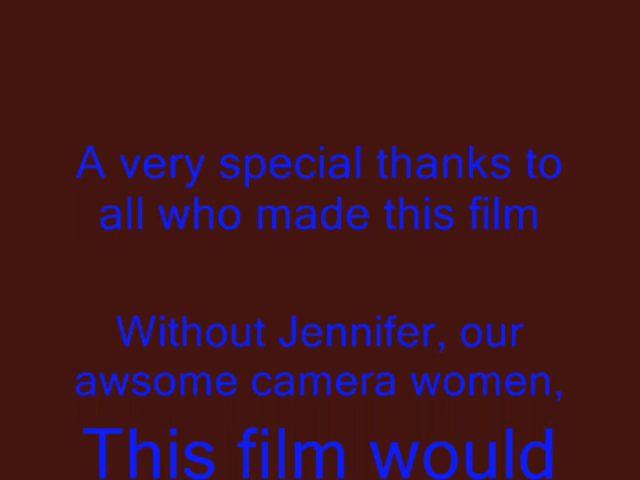 A very special thanks to
all who made this film
Without Jennifer, our
awsome camera women,
This film would